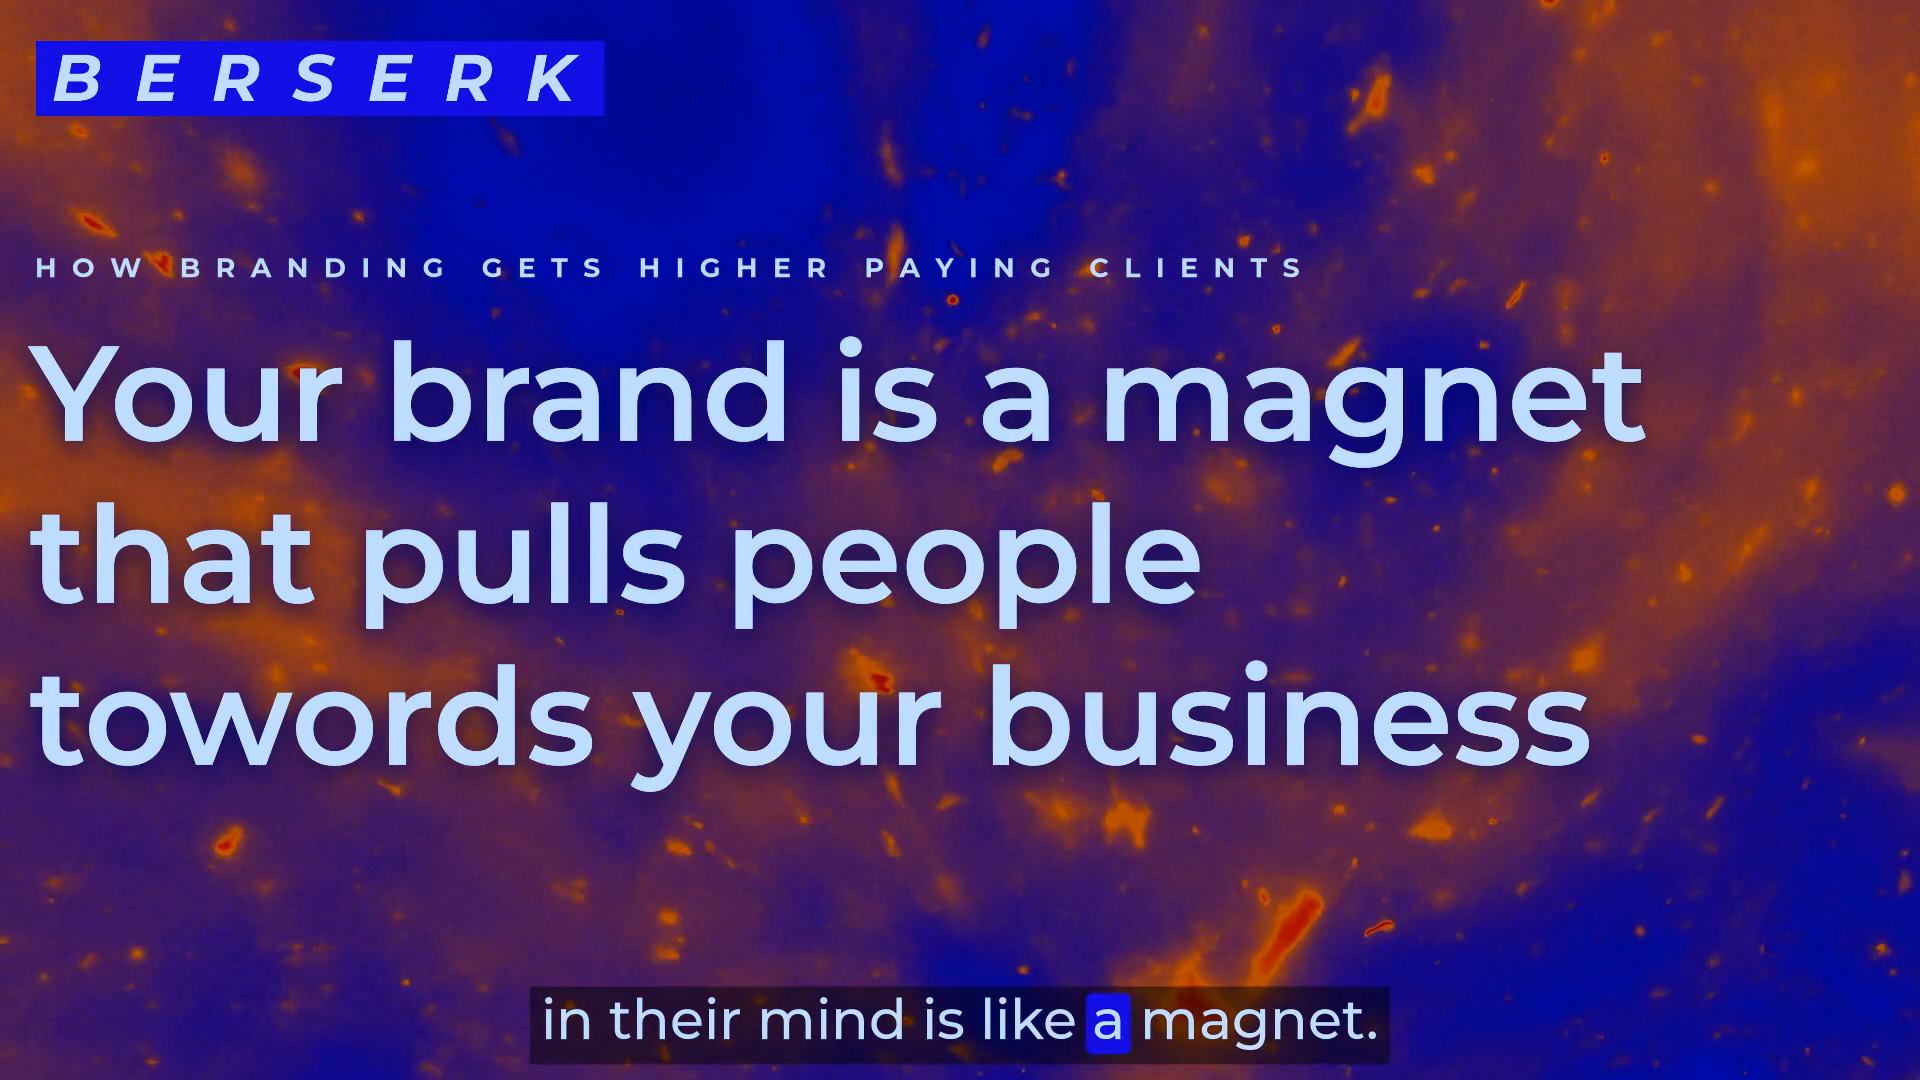 BERSERK
HOW BRANDING GETS HIGHER PAYING CLIENTS
Your brand is a magnet
that pulls people
towords your business
in their mind is like a magnet.